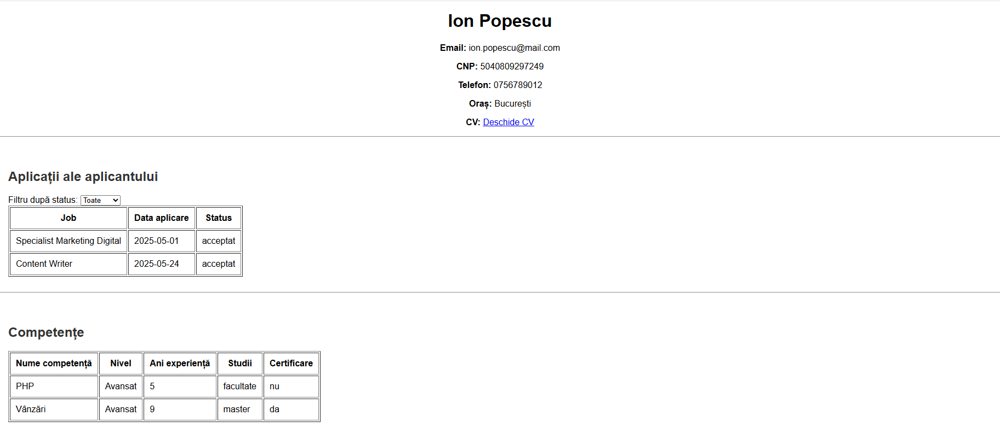 Ion Popescu
Email: ion.popescu@mail.com
CNP: 5040809297249
Telefon: 0756789012
Oraș: București
CV: Deschide CV
Aplicații ale aplicantului
Filtru după status: Toate
Job Data aplicare Status
Specialist Marketing Digital 2025-05-01 acceptat
Content Writer 2025-05-24 acceptat
Competențe
Nume competență Nivel Ani experiență Studii Certificare
PHP Avansat 5 facultate nu
Vânzări Avansat 9 master da